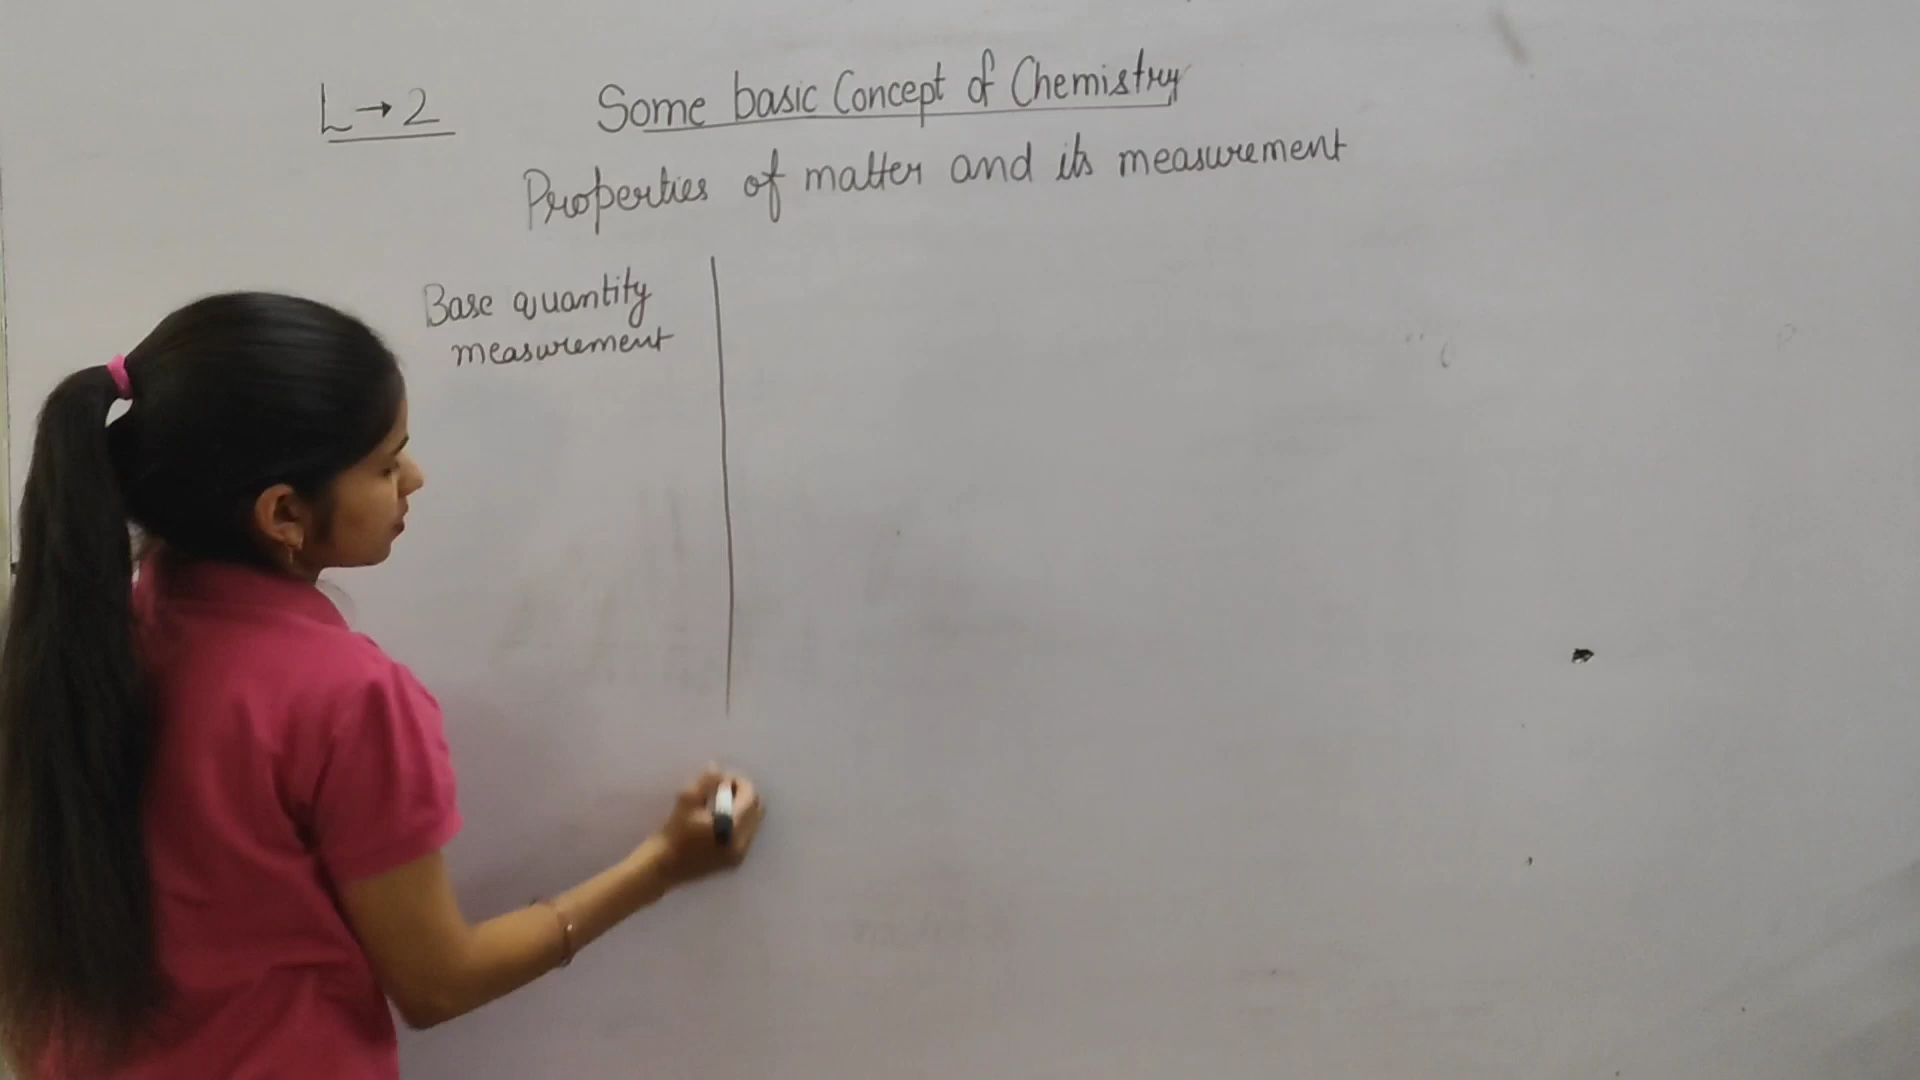 L → 2
Some basic Concept of Chemistry
Properties of matter and its measurement
Base quantity
measurement